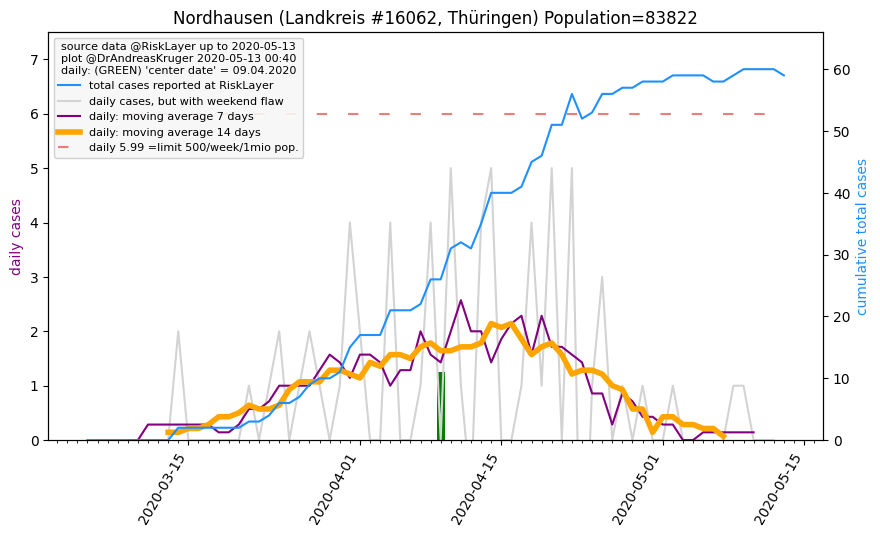 Nordhausen (Landkreis #16062, Thüringen) Population=83822
source data @RiskLayer up to 2020-05-13
plot @DrAndreasKruger 2020-05-13 00:40
daily: (GREEN) 'center date' = 09.04.2020
total cases reported at RiskLayer
daily cases, but with weekend flaw
daily: moving average 7 days
daily: moving average 14 days
daily 5.99 =limit 500/week/1mio pop.
daily cases
7
6
5
4
3
2
1
0
cumulative total cases
60
50
40
30
20
10
0
2020-03-15
2020-04-01
2020-04-15
2020-05-01
2020-05-15